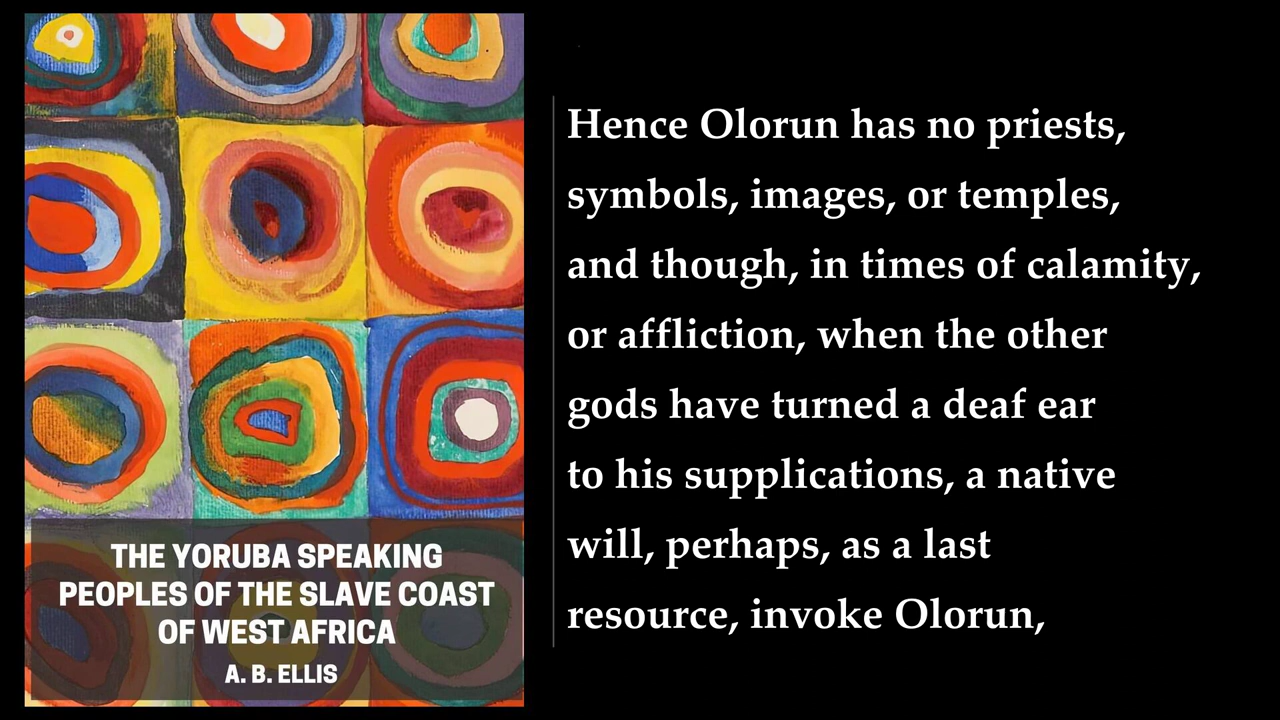 THE YORUBA SPEAKING
PEOPLES OF THE SLAVE COAST
OF WEST AFRICA
A. B. ELLIS
Hence Olorun has no priests,
symbols, images, or temples,
and though, in times of calamity,
or affliction, when the other
gods have turned a deaf ear
to his supplications, a native
will, perhaps, as a last
resource, invoke Olorun,